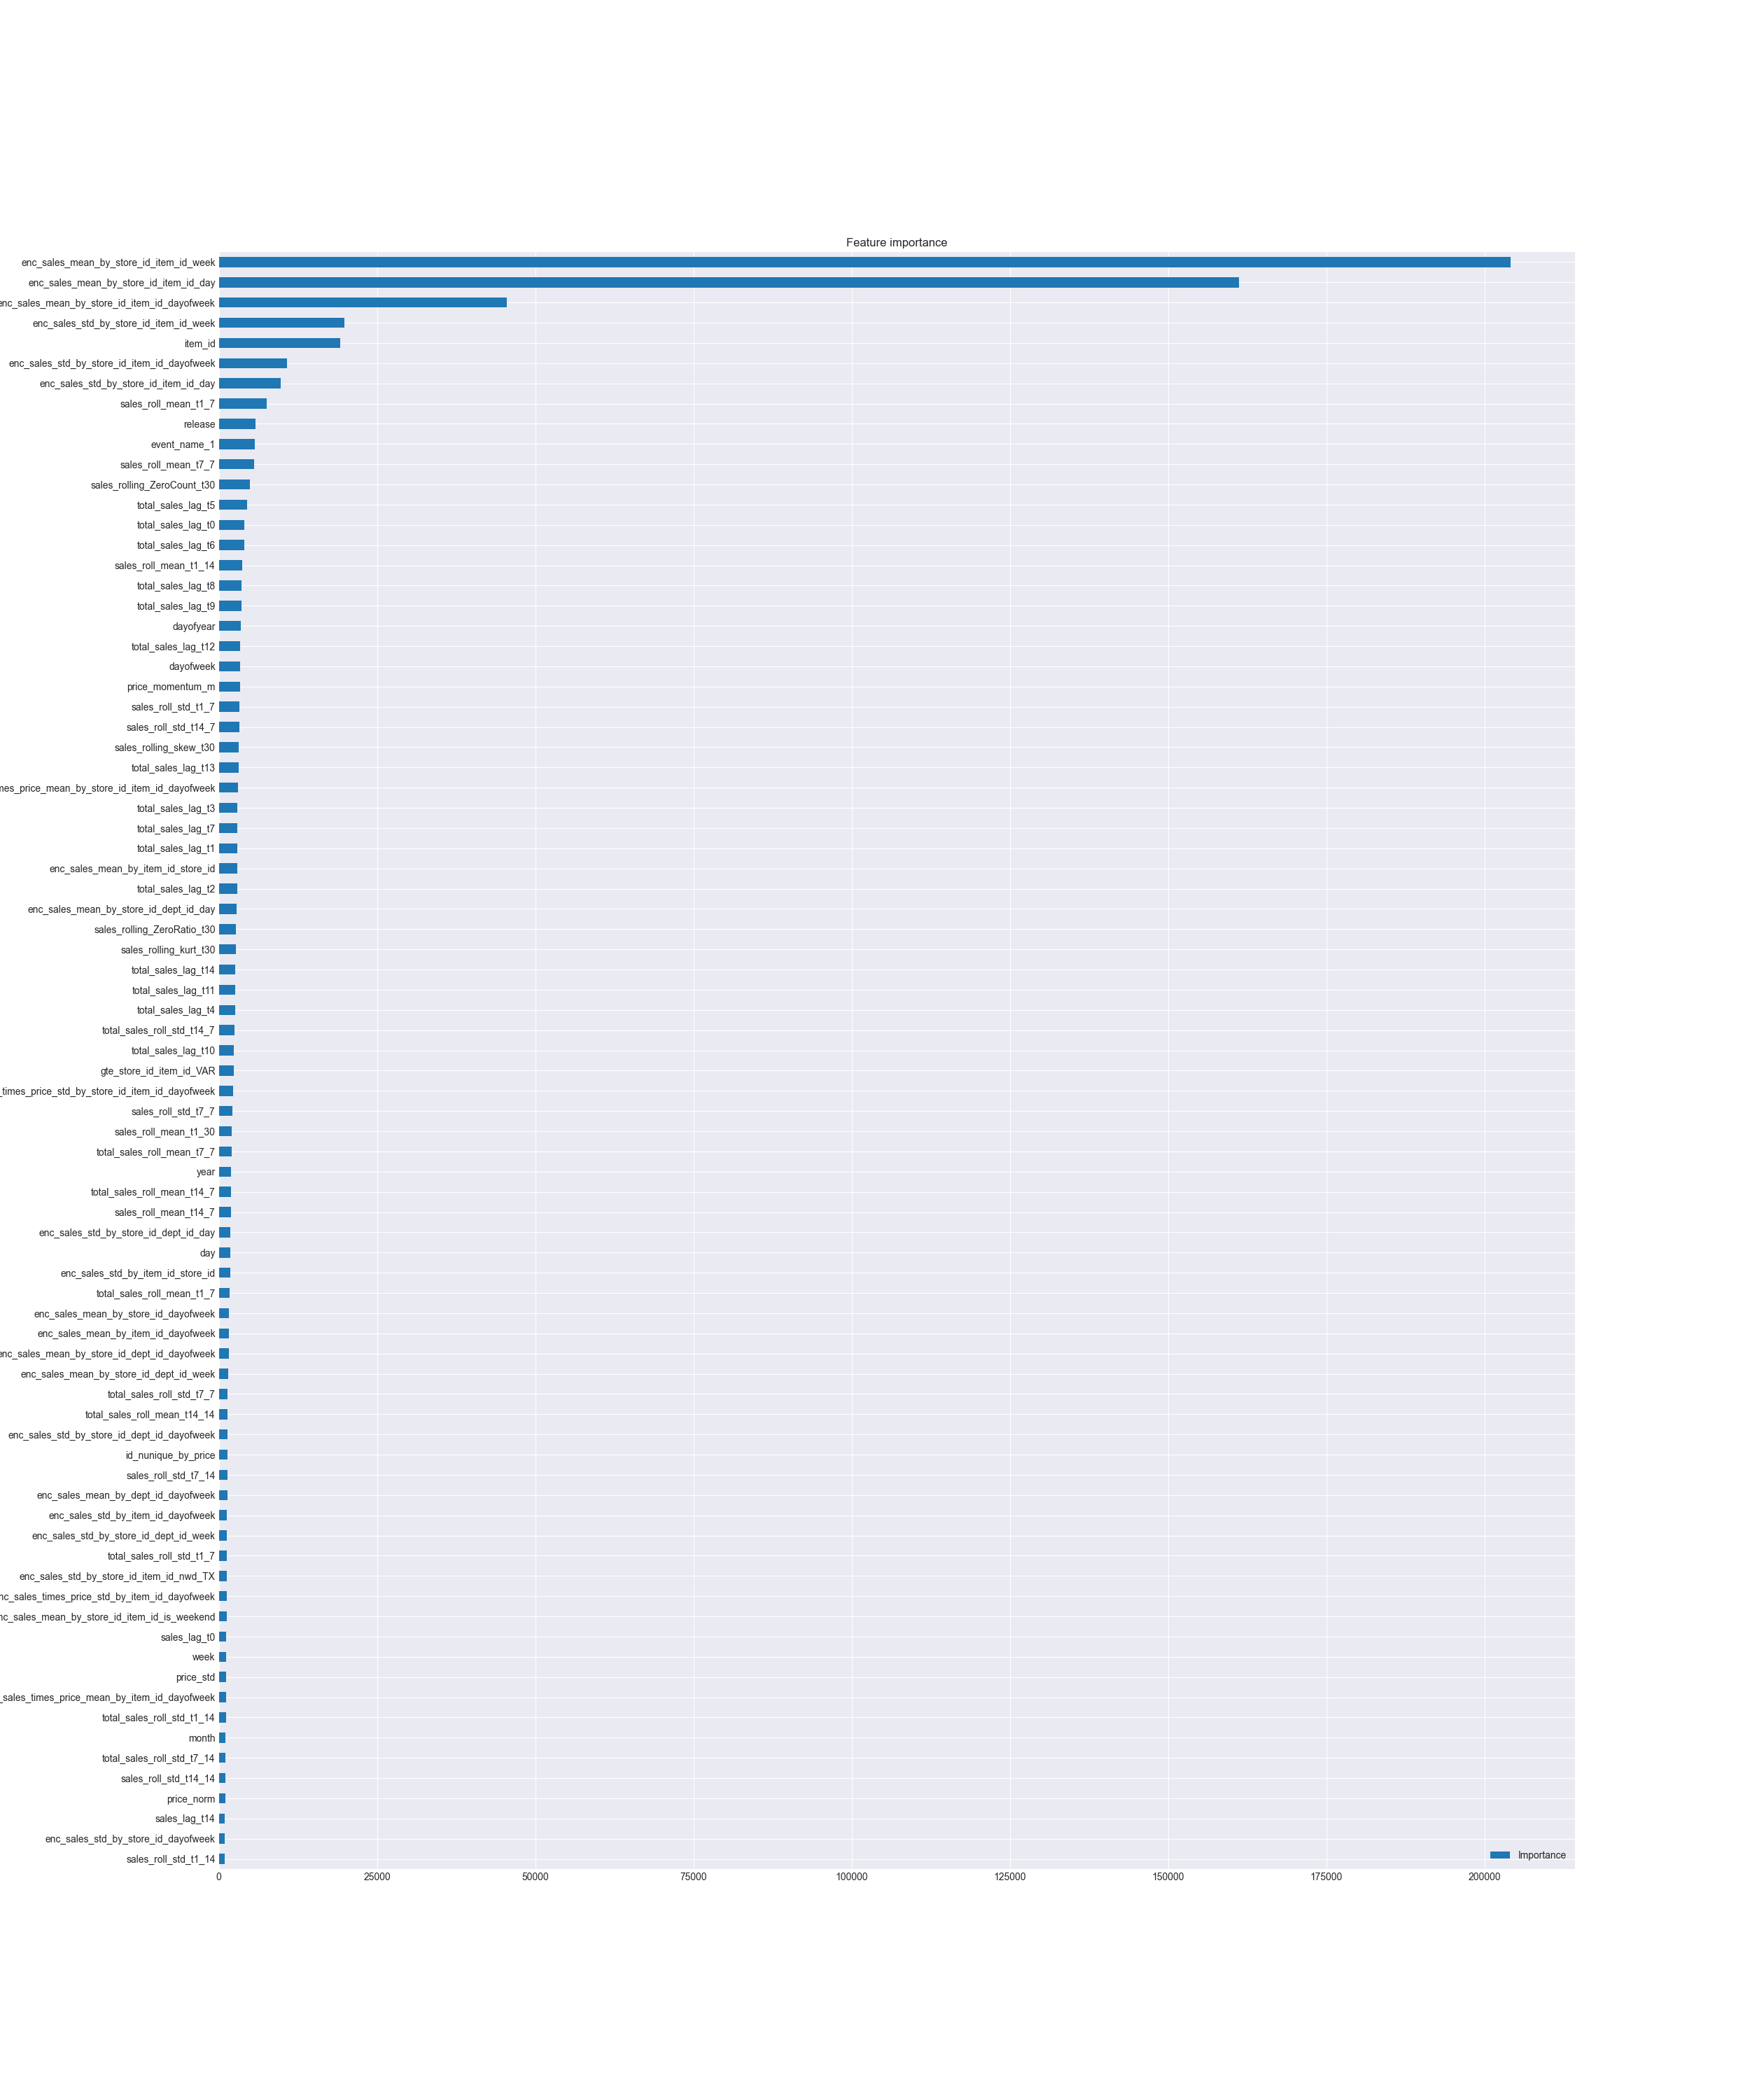 Feature importance
enc_sales_mean_by_store_id_item_id_week
enc_sales_mean_by_store_id_item_id_day
enc_sales_mean_by_store_id_item_id_dayofweek
enc_sales_std_by_store_id_item_id_week
item_id
enc_sales_std_by_store_id_item_id_dayofweek
enc_sales_std_by_store_id_item_id_day
sales_roll_mean_t1_7
release
event_name_1
sales_roll_mean_t7_7
sales_rolling_ZeroCount_t30
total_sales_lag_t5
total_sales_lag_t0
total_sales_lag_t6
sales_roll_mean_t1_14
total_sales_lag_t8
total_sales_lag_t9
dayofyear
total_sales_lag_t12
dayofweek
price_momentum_m
sales_roll_std_t1_7
sales_roll_std_t14_7
sales_rolling_skew_t30
total_sales_lag_t13
mes_price_mean_by_store_id_item_id_dayofweek
total_sales_lag_t3
total_sales_lag_t7
total_sales_lag_t1
enc_sales_mean_by_item_id_store_id
total_sales_lag_t2
enc_sales_mean_by_store_id_dept_id_day
sales_rolling_ZeroRatio_t30
sales_rolling_kurt_t30
total_sales_lag_t14
total_sales_lag_t11
total_sales_lag_t4
total_sales_roll_std_t14_7
total_sales_lag_t10
gte_store_id_item_id_VAR
_times_price_std_by_store_id_item_id_dayofweek
sales_roll_std_t7_7
sales_roll_mean_t1_30
total_sales_roll_mean_t7_7
year
total_sales_roll_mean_t14_7
sales_roll_mean_t14_7
enc_sales_std_by_store_id_dept_id_day
day
enc_sales_std_by_item_id_store_id
total_sales_roll_mean_t1_7
enc_sales_mean_by_store_id_dayofweek
enc_sales_mean_by_item_id_dayofweek
enc_sales_mean_by_store_id_dept_id_dayofweek
enc_sales_mean_by_store_id_dept_id_week
total_sales_roll_std_t7_7
total_sales_roll_mean_t14_14
enc_sales_std_by_store_id_dept_id_dayofweek
id_nunique_by_price
sales_roll_std_t7_14
enc_sales_mean_by_dept_id_dayofweek
enc_sales_std_by_item_id_dayofweek
enc_sales_std_by_store_id_dept_id_week
total_sales_roll_std_t1_7
enc_sales_std_by_store_id_item_id_nwd_TX
nc_sales_times_price_std_by_item_id_dayofweek
nc_sales_mean_by_store_id_item_id_is_weekend
sales_lag_t0
week
price_std
_sales_times_price_mean_by_item_id_dayofweek
total_sales_roll_std_t1_14
month
total_sales_roll_std_t7_14
sales_roll_std_t14_14
price_norm
sales_lag_t14
enc_sales_std_by_store_id_dayofweek
sales_roll_std_t1_14
Importance
0 25000 50000 75000 100000 125000 150000 175000 200000